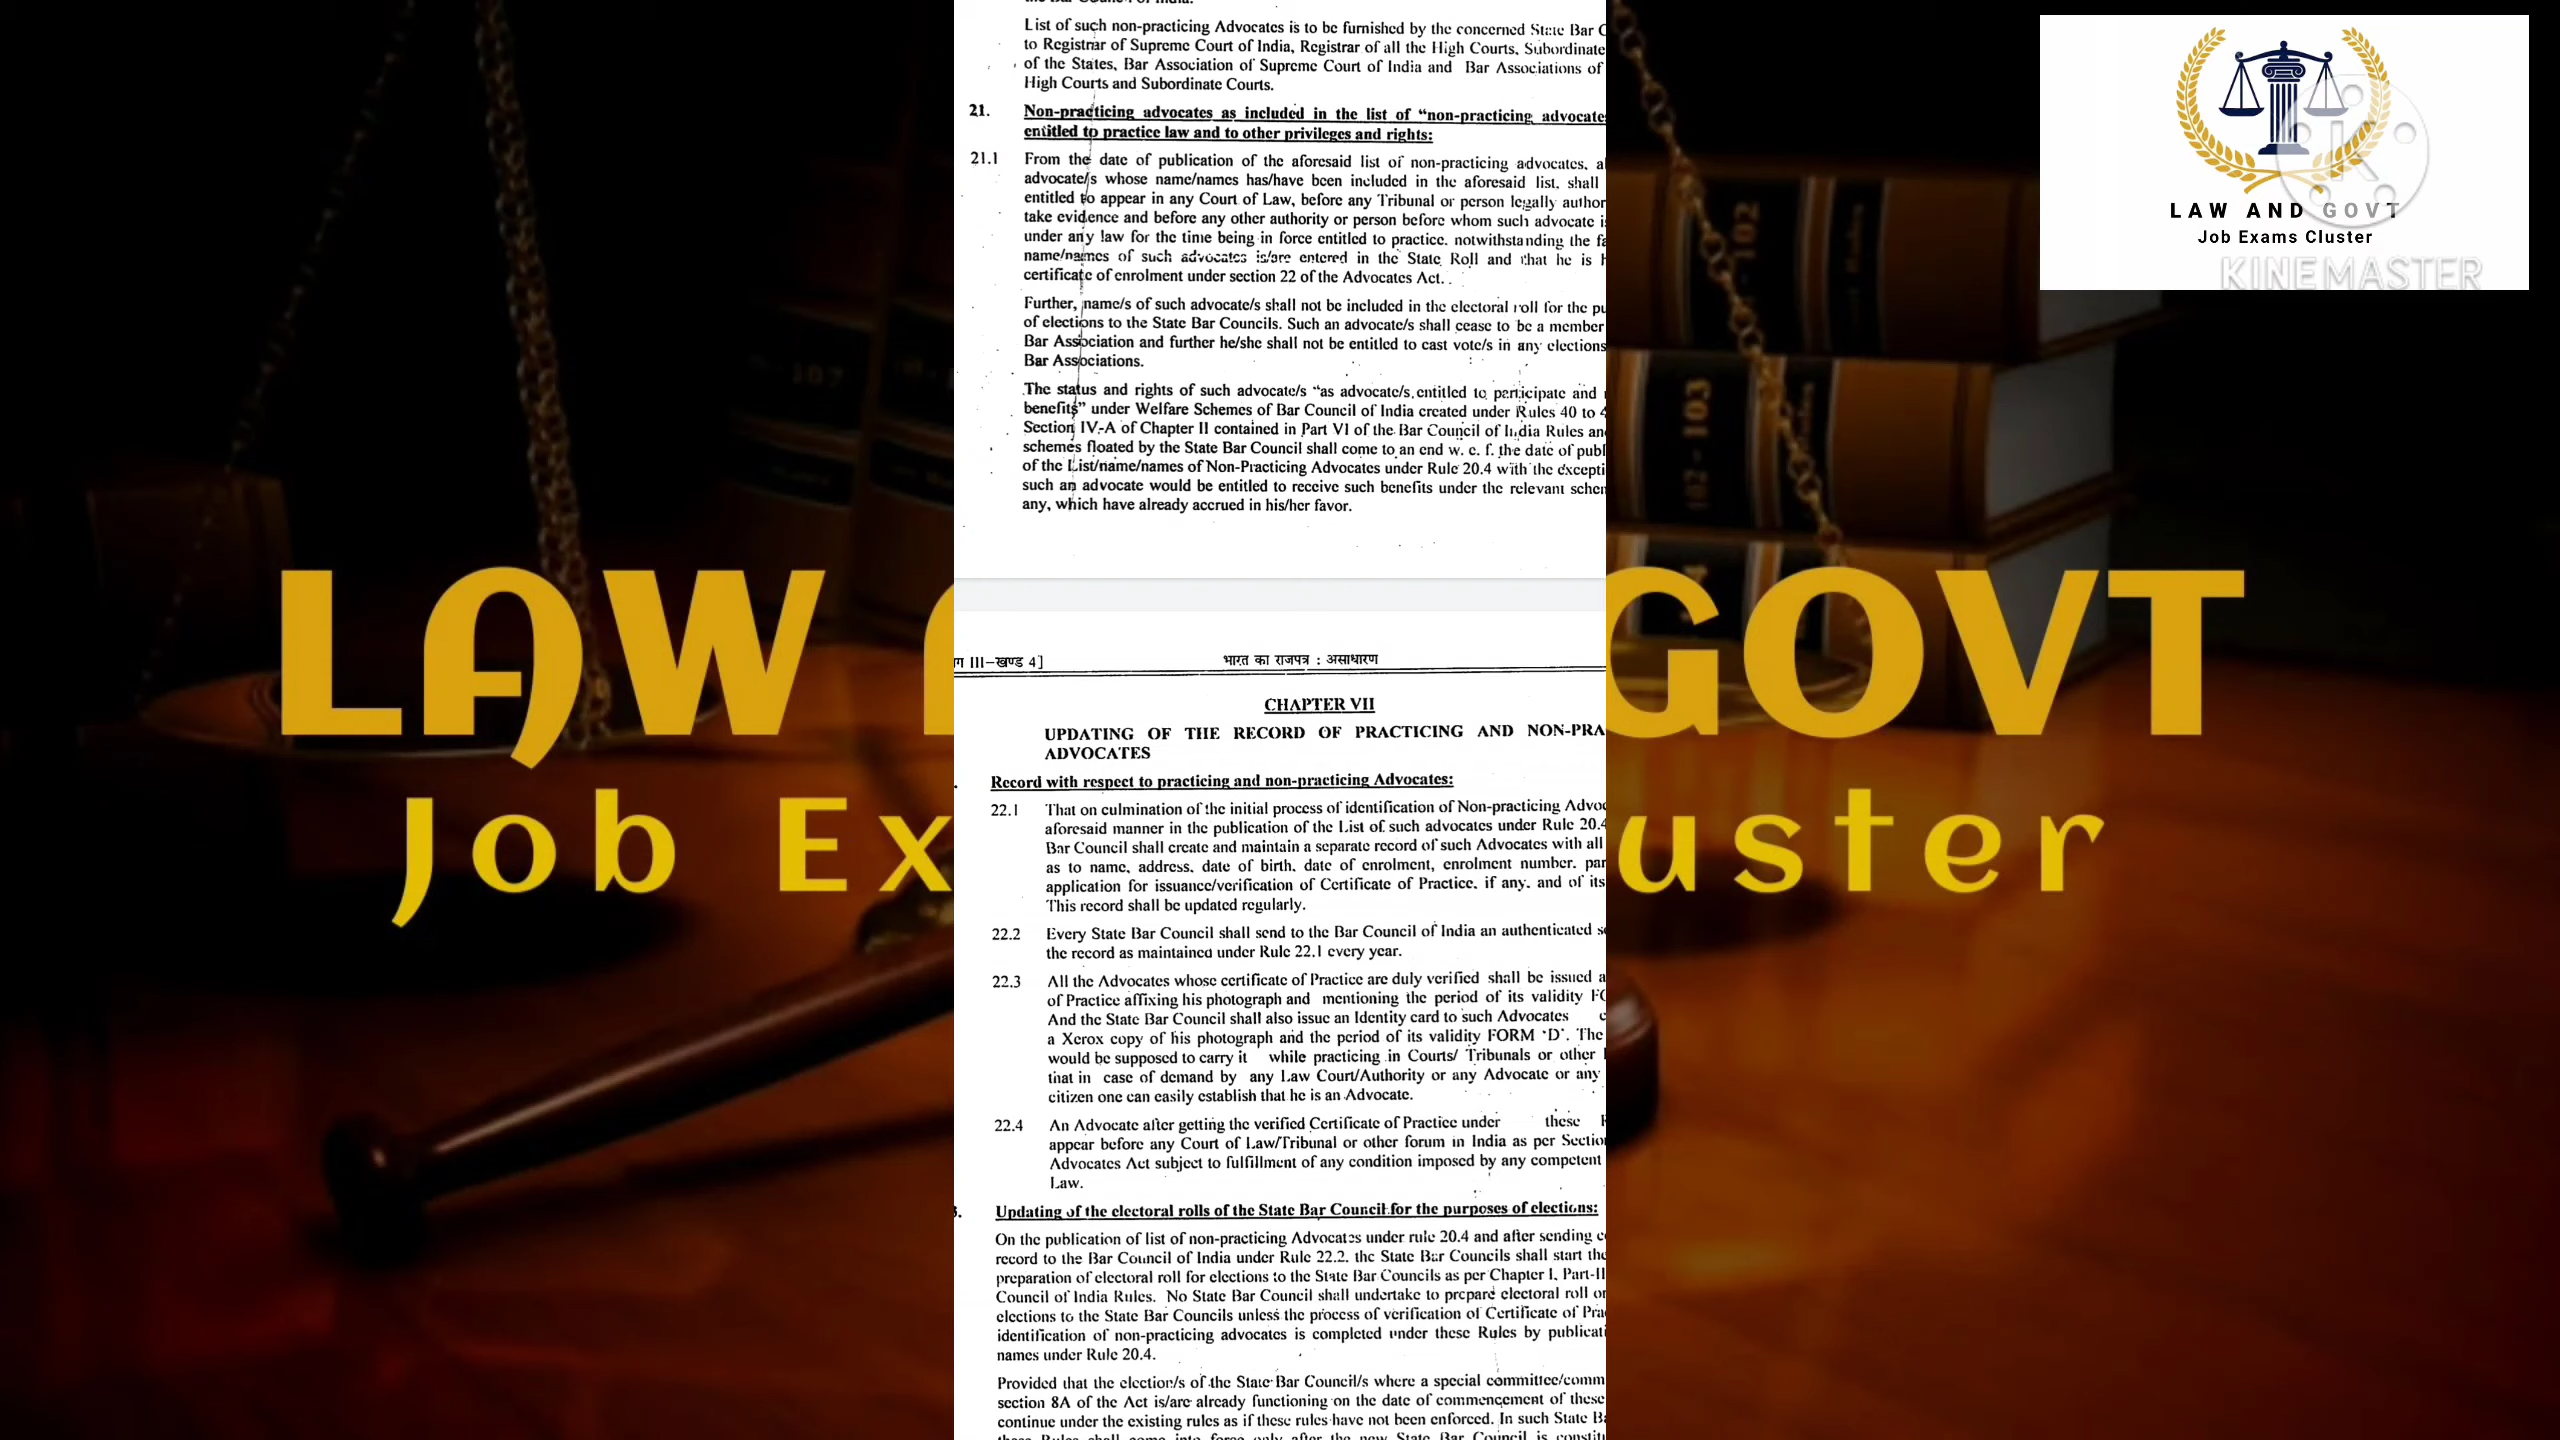 List of such non-practicing Advocates is to be furnished by the concerned State Bar
to Registrar of Supreme Court of India, Registrar of all the High Courts, Subordinate
of the States, Bar Association of Supreme Court of India and Bar Associations of
High Courts and Subordinate Courts.
21. Non-practicing advocates as included in the list of “non-practicing advocate
entitled to practice law and to other privileges and rights:
21.1 From the date of publication of the aforesaid list of non-practicing advocates,
advocate/s whose name/names has/have been included in the aforesaid list, shall
entitled to appear in any Court of Law, before any Tribunal or person legally
take evidence and before any other authority or person before whom such advocate
under any law for the time being in force entitled to practice. notwithstanding the
name/names of such advocates is/are entered in the State Roll and that he is
certificate of enrolment under section 22 of the Advocates Act.
Further, name/s of such advocate/s shall not be included in the electoral roll for the
of elections to the State Bar Councils. Such an advocate/s shall cease to be a member
Bar Association and further he/she shall not be entitled to cast vote/s in any elections
Bar Associations.
The status and rights of such advocate/s “as advocate/s entitled to participate and
benefits” under Welfare Schemes of Bar Council of India created under Rules 40 to
Section IV-A of Chapter II contained in Part VI of the Bar Council of India Rules
schemes floated by the State Bar Council shall come to an end w. e. f. the date of
of the List/name/names of Non-Practicing Advocates under Rule 20.4 with the
such an advocate would be entitled to receive such benefits under the relevant
any, which have already accrued in his/her favor.
III-खण्ड 4] भारत का राजपत्र : असाधारण
CHAPTER VII
UPDATING OF THE RECORD OF PRACTICING AND NON-PRA
ADVOCATES
Record with respect to practicing and non-practicing Advocates:
22.1 That on culmination of the initial process of identification of Non-practicing
aforesaid manner in the publication of the List of such advocates under Rule 20.4
Bar Council shall create and maintain a separate record of such Advocates with all
as to name, address, date of birth, date of enrolment, enrolment number, par
application for issuance/verification of Certificate of Practice, if any, and of its
This record shall be updated regularly.
22.2 Every State Bar Council shall send to the Bar Council of India an authenticated
the record as maintained under Rule 22.1 every year.
22.3 All the Advocates whose certificate of Practice are duly verified shall be issued a
of Practice affixing his photograph and mentioning the period of its validity
And the State Bar Council shall also issue an Identity card to such Advocates
a Xerox copy of his photograph and the period of its validity FORM ‘D’. The
would be supposed to carry it while practicing in Courts/ Tribunals or other
that in case of demand by any Law Court/Authority or any Advocate or any
citizen one can easily establish that he is an Advocate.
22.4 An Advocate after getting the verified Certificate of Practice under these
appear before any Court of Law/Tribunal or other forum in India as per Section
Advocates Act subject to fulfillment of any condition imposed by any competent
Law.
Updating of the electoral rolls of the State Bar Council for the purposes of elections:
On the publication of list of non-practicing Advocates under rule 20.4 and after sending
record to the Bar Council of India under Rule 22.2. the State Bar Councils shall start the
preparation of electoral roll for elections to the State Bar Councils as per Chapter I, Part-II
Council of India Rules. No State Bar Council shall undertake to prepare electoral roll or
elections to the State Bar Councils unless the process of verification of Certificate of
identification of non-practicing advocates is completed under these Rules by
names under Rule 20.4.
Provided that the election/s of the State Bar Council/s where a special committee/comm
section 8A of the Act is/are already functioning on the date of commencement of these
continue under the existing rules as if these rules have not been enforced. In such State
these Rules shall come into force only after the new State Bar Council is
LAW GOVT
Job Ex uster
LAW AND GOVT
Job Exams Cluster
KINEMASTER
102 - 103